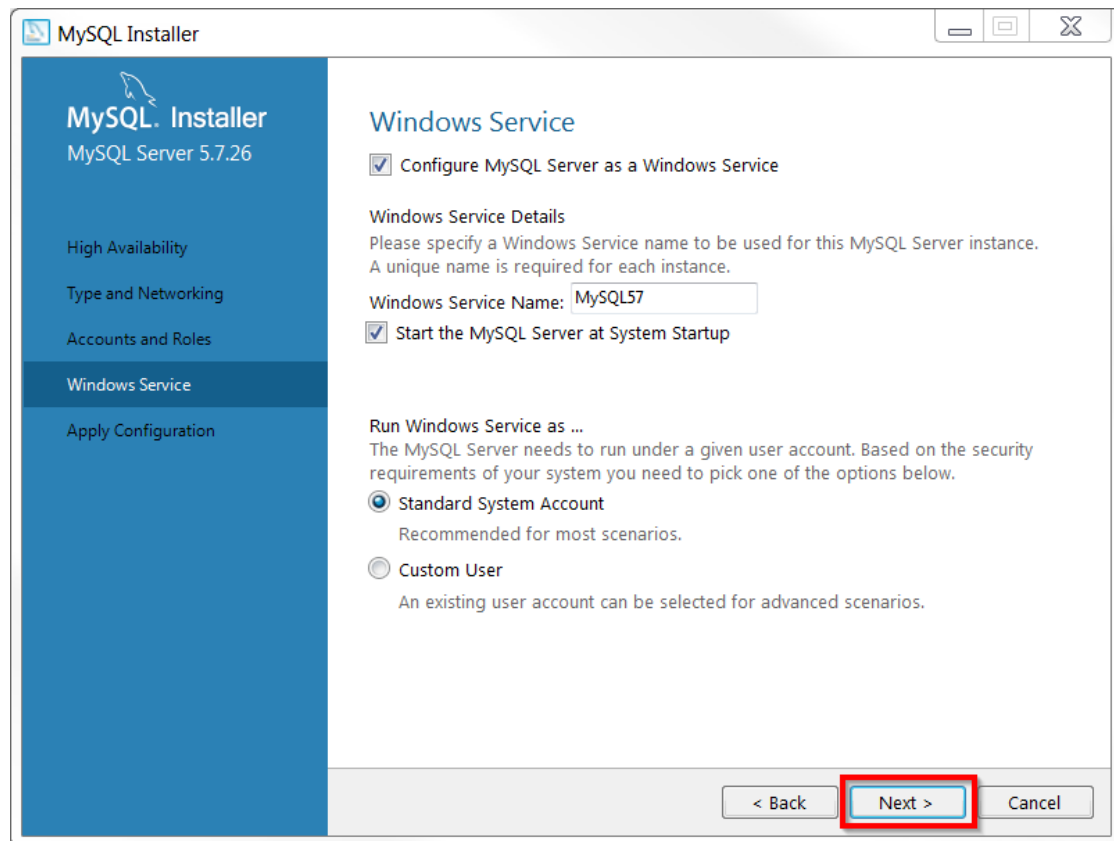 MySQL Installer
MySQL. Installer
MySQL Server 5.7.26
High Availability
Type and Networking
Accounts and Roles
Windows Service
Apply Configuration
Windows Service
Configure MySQL Server as a Windows Service
Windows Service Details
Please specify a Windows Service name to be used for this MySQL Server instance.
A unique name is required for each instance.
Windows Service Name: MySQL57
Start the MySQL Server at System Startup
Run Windows Service as ...
The MySQL Server needs to run under a given user account. Based on the security
requirements of your system you need to pick one of the options below.
Standard System Account
Recommended for most scenarios.
Custom User
An existing user account can be selected for advanced scenarios.
< Back Next > Cancel